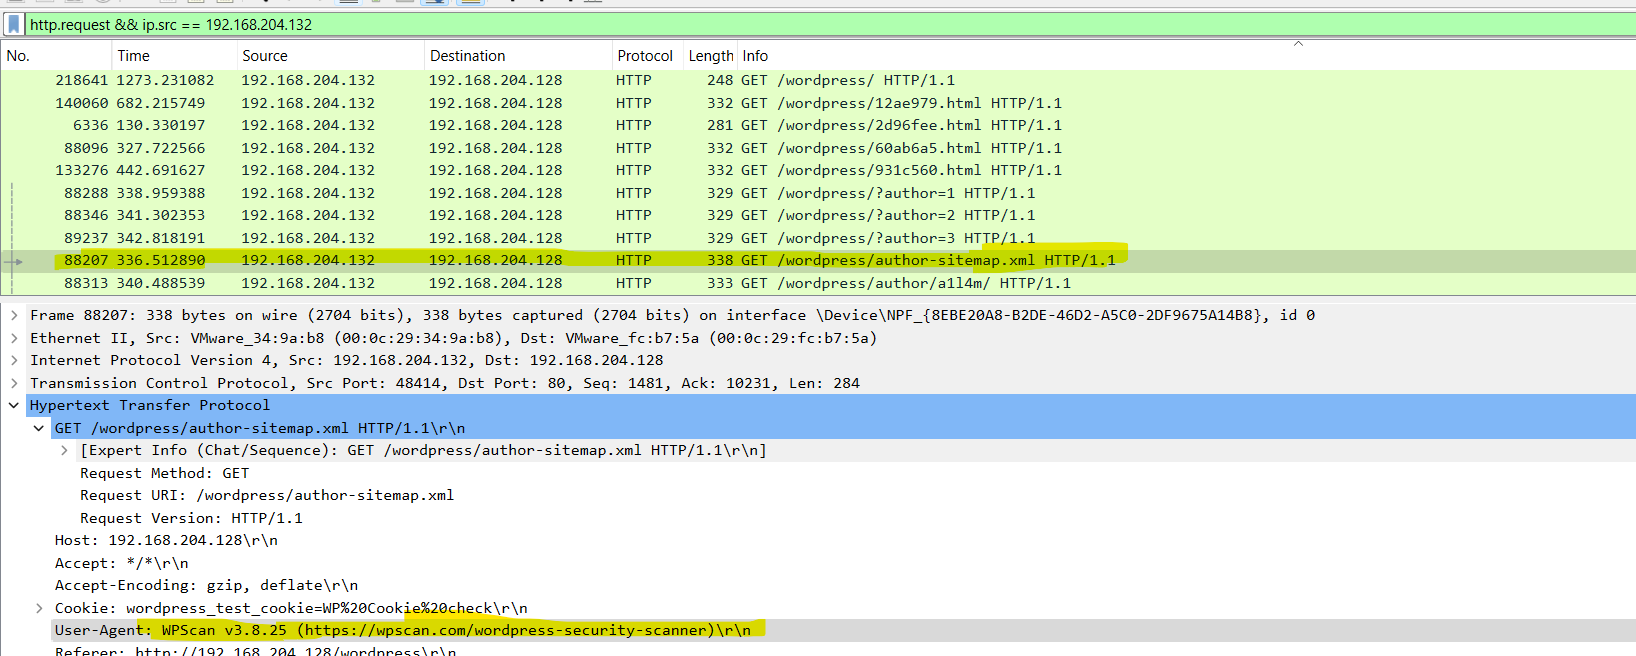 http.request && ip.src == 192.168.204.132
No. Time Source Destination Protocol Length Info
218641 1273.231082 192.168.204.132 192.168.204.128 HTTP 248 GET /wordpress/ HTTP/1.1
140060 682.215749 192.168.204.132 192.168.204.128 HTTP 332 GET /wordpress/12ae979.html HTTP/1.1
6336 130.330197 192.168.204.132 192.168.204.128 HTTP 281 GET /wordpress/2d96fee.html HTTP/1.1
88096 327.722566 192.168.204.132 192.168.204.128 HTTP 332 GET /wordpress/60ab6a5.html HTTP/1.1
133276 442.691627 192.168.204.132 192.168.204.128 HTTP 332 GET /wordpress/931c560.html HTTP/1.1
88288 338.959388 192.168.204.132 192.168.204.128 HTTP 329 GET /wordpress/?author=1 HTTP/1.1
88346 341.302353 192.168.204.132 192.168.204.128 HTTP 329 GET /wordpress/?author=2 HTTP/1.1
89237 342.818191 192.168.204.132 192.168.204.128 HTTP 329 GET /wordpress/?author=3 HTTP/1.1
88207 336.512890 192.168.204.132 192.168.204.128 HTTP 338 GET /wordpress/author-sitemap.xml HTTP/1.1
88313 340.488539 192.168.204.132 192.168.204.128 HTTP 333 GET /wordpress/author/a1l4m/ HTTP/1.1
Frame 88207: 338 bytes on wire (2704 bits), 338 bytes captured (2704 bits) on interface \Device\NPF_{8EBE20A8-B2DE-46D2-A5C0-2DF9675A14B8}, id 0
Ethernet II, Src: VMware_34:9a:b8 (00:0c:29:34:9a:b8), Dst: VMware_fc:b7:5a (00:0c:29:fc:b7:5a)
Internet Protocol Version 4, Src: 192.168.204.132, Dst: 192.168.204.128
Transmission Control Protocol, Src Port: 48414, Dst Port: 80, Seq: 1481, Ack: 10231, Len: 284
Hypertext Transfer Protocol
GET /wordpress/author-sitemap.xml HTTP/1.1\r\n
[Expert Info (Chat/Sequence): GET /wordpress/author-sitemap.xml HTTP/1.1\r\n]
Request Method: GET
Request URI: /wordpress/author-sitemap.xml
Request Version: HTTP/1.1
Host: 192.168.204.128\r\n
Accept: */*\r\n
Accept-Encoding: gzip, deflate\r\n
Cookie: wordpress_test_cookie=WP%20Cookie%20check\r\n
User-Agent: WPScan v3.8.25 (https://wpscan.com/wordpress-security-scanner)\r\n
Referer: http://192.168.204.128/wordpress\r\n